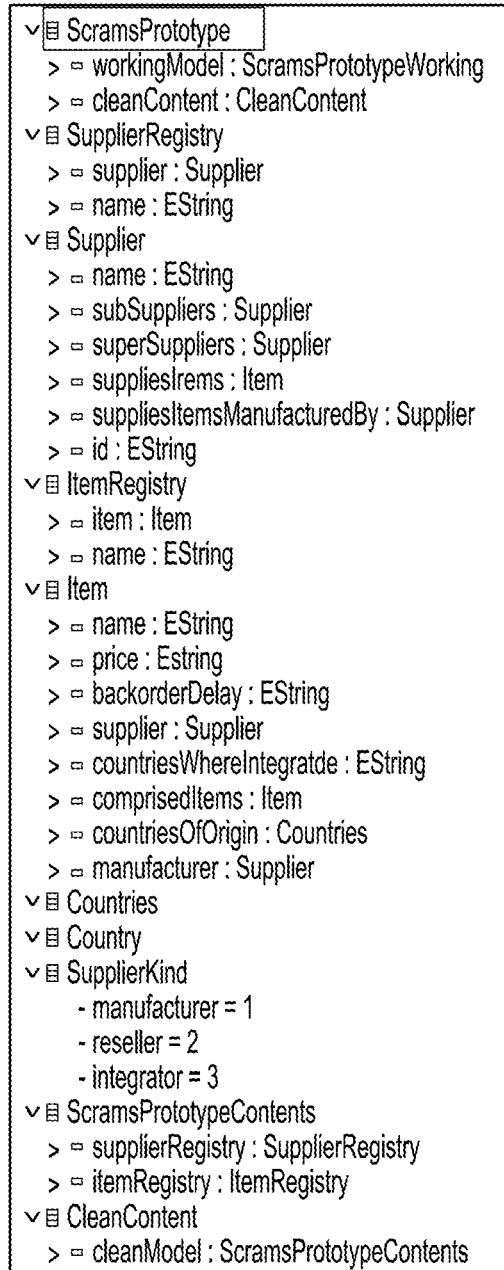 ScramsPrototype
workingModel : ScramsPrototypeWorking
cleanContent : CleanContent
SupplierRegistry
supplier : Supplier
name : EString
Supplier
name : EString
subSuppliers : Supplier
superSuppliers : Supplier
suppliesIrems : Item
suppliesItemsManufacturedBy : Supplier
id : EString
ItemRegistry
item : Item
name : EString
Item
name : EString
price : Estring
backorderDelay : EString
supplier : Supplier
countriesWhereIntegratde : EString
comprisedItems : Item
countriesOfOrigin : Countries
manufacturer : Supplier
Countries
Country
SupplierKind
- manufacturer = 1
- reseller = 2
- integrator = 3
ScramsPrototypeContents
supplierRegistry : SupplierRegistry
itemRegistry : ItemRegistry
CleanContent
cleanModel : ScramsPrototypeContents